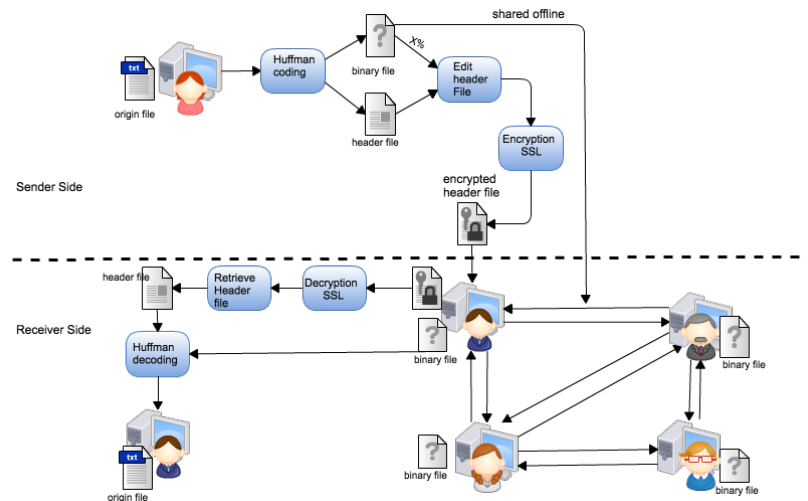 shared offline
txt
origin file
Huffman
coding
binary file
X%
Edit
header
File
header file
Encryption
SSL
encrypted
header file
Sender Side
header file
Retrieve
Header
file
Decryption
SSL
Receiver Side
Huffman
decoding
binary file
binary file
binary file
binary file
txt
origin file